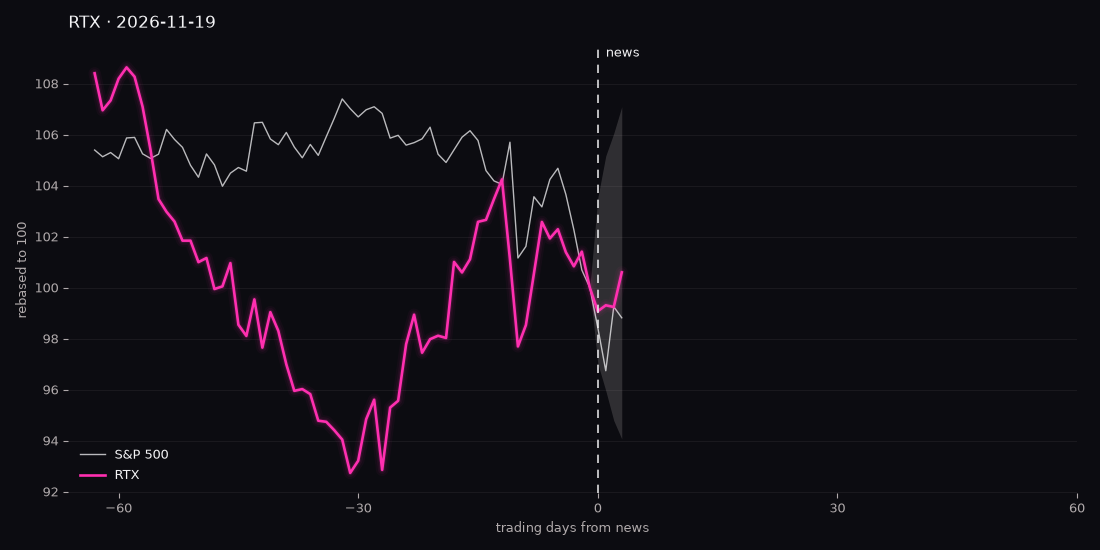 RTX · 2026-11-19
news
rebased to 100
108
106
104
102
100
98
96
94
92
S&P 500
RTX
−60
−30
0
30
60
trading days from news